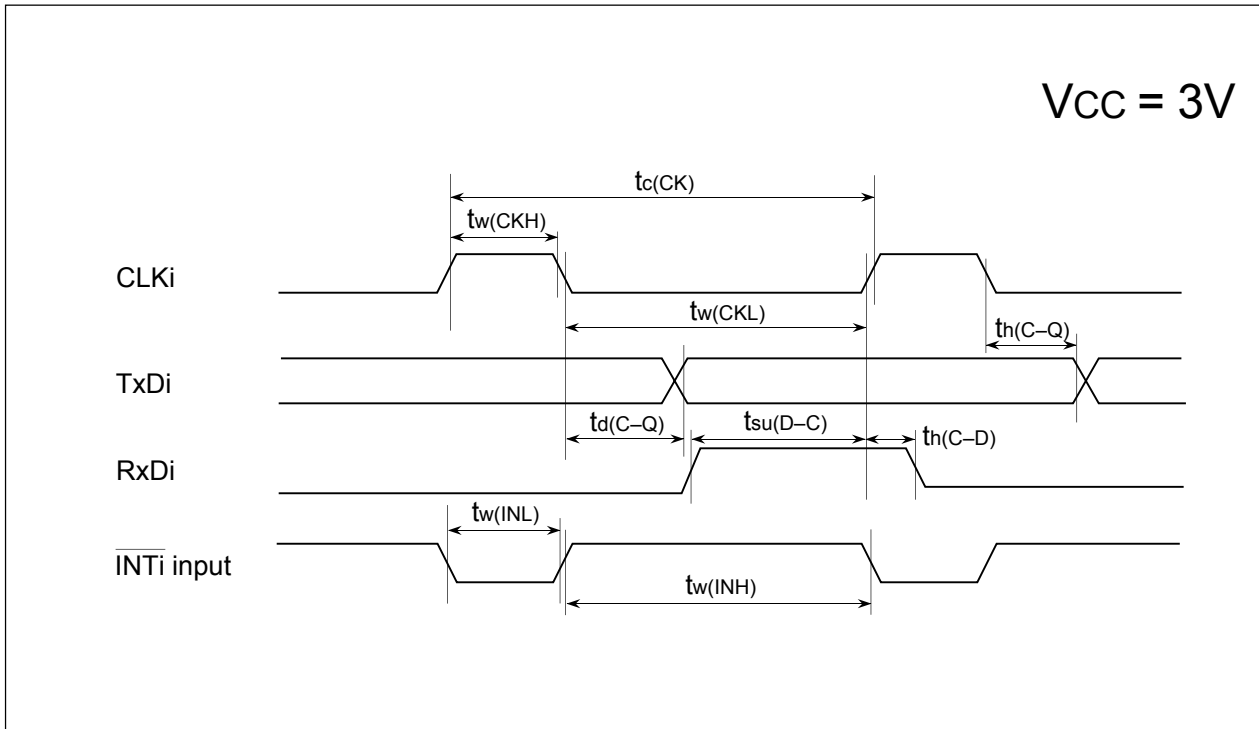 VCC = 3V
tc(CK)
tw(CKH)
CLKi
tw(CKL)
th(C–Q)
TxDi
td(C–Q)
tsu(D–C)
th(C–D)
RxDi
tw(INL)
INTi input
tw(INH)